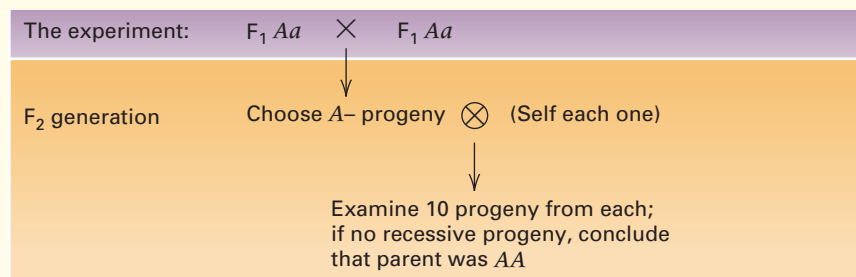 The experiment: F₁ Aa × F₁ Aa
F₂ generation Choose A– progeny ⊗ (Self each one)
Examine 10 progeny from each;
if no recessive progeny, conclude
that parent was AA